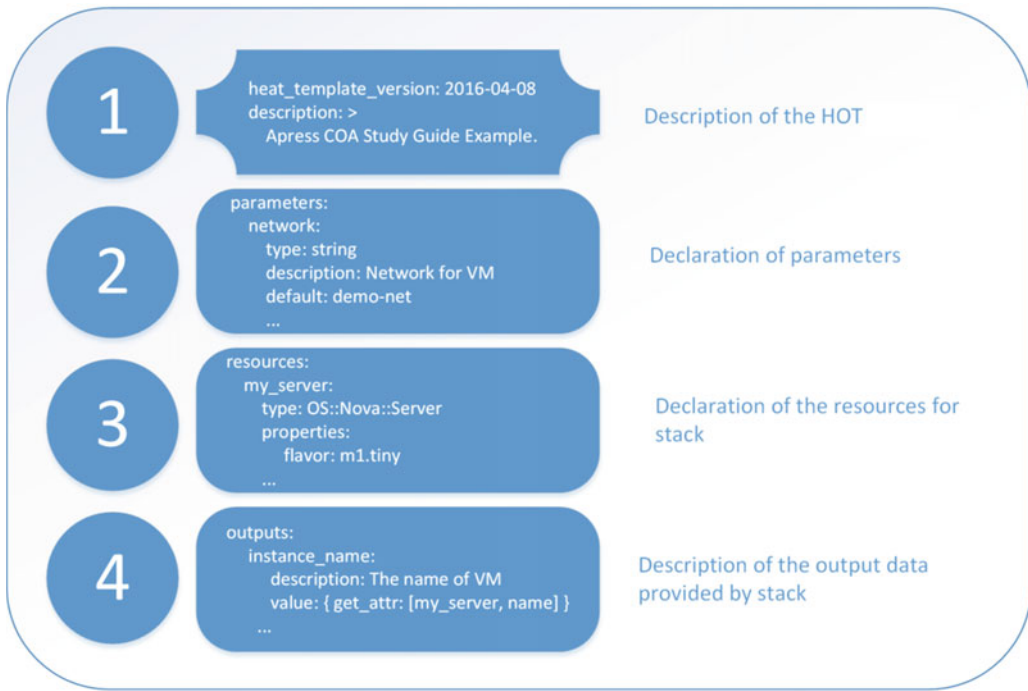 1
heat_template_version: 2016-04-08
description: >
Apress COA Study Guide Example.
Description of the HOT
2
parameters:
network:
type: string
description: Network for VM
default: demo-net
...
Declaration of parameters
3
resources:
my_server:
type: OS::Nova::Server
properties:
flavor: m1.tiny
...
Declaration of the resources for
stack
4
outputs:
instance_name:
description: The name of VM
value: { get_attr: [my_server, name] }
...
Description of the output data
provided by stack